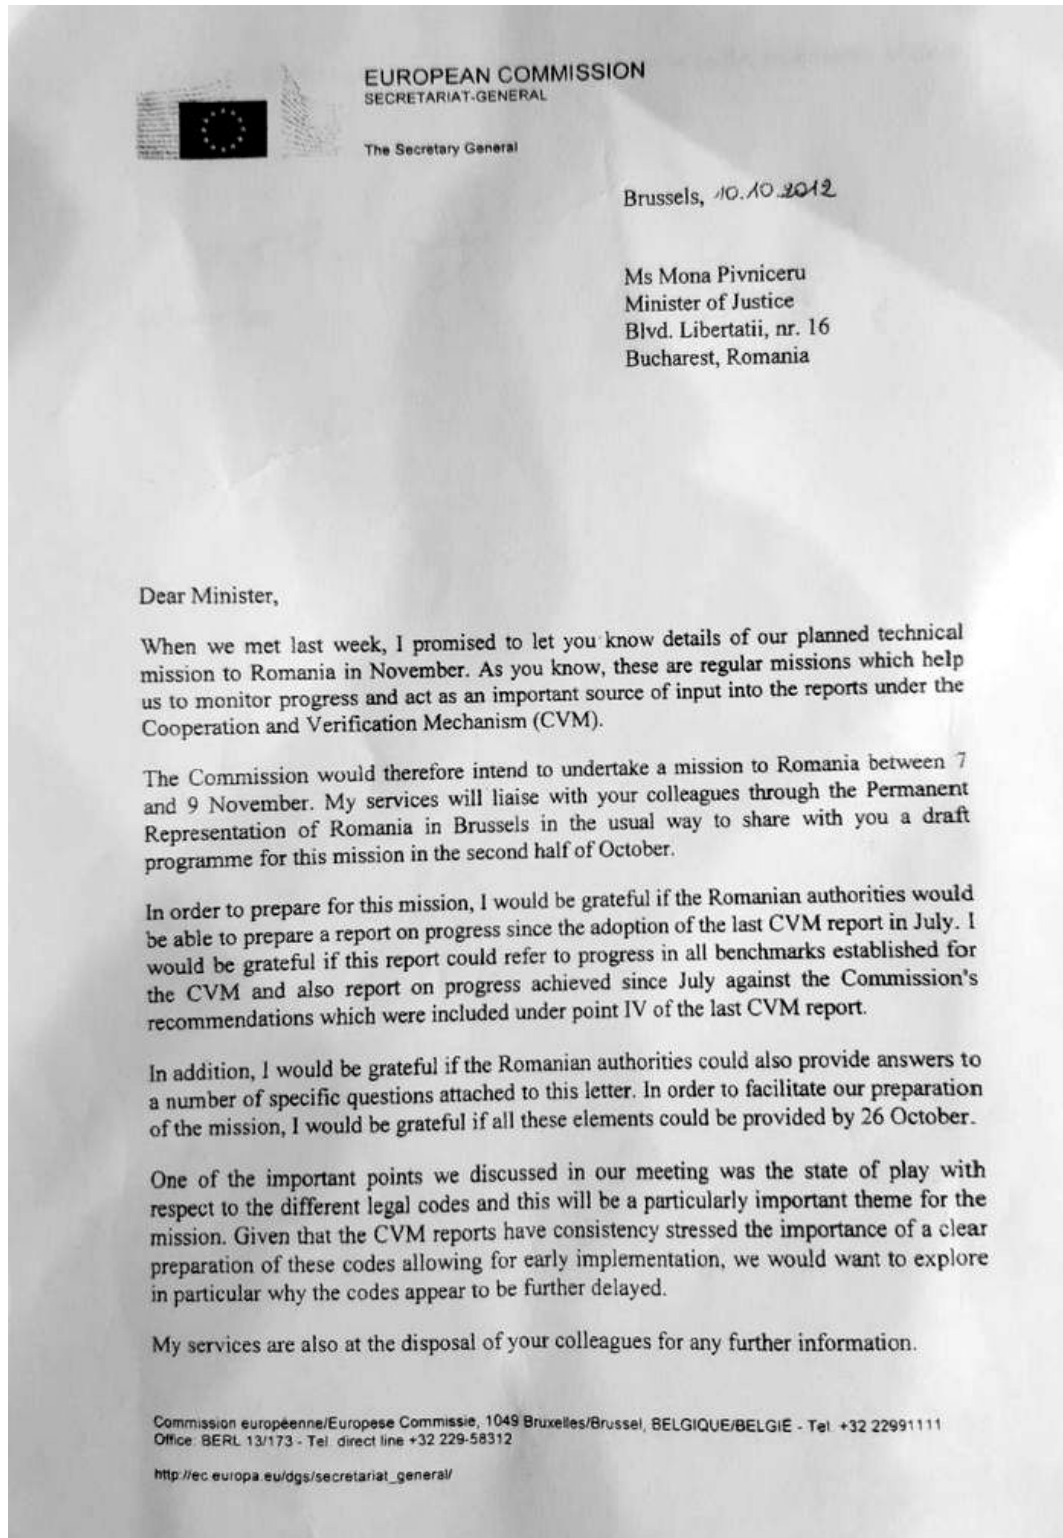 EUROPEAN COMMISSION
SECRETARIAT-GENERAL
The Secretary General
Brussels, 10.10.2012
Ms Mona Pivniceru
Minister of Justice
Blvd. Libertatii, nr. 16
Bucharest, Romania
Dear Minister,
When we met last week, I promised to let you know details of our planned technical
mission to Romania in November. As you know, these are regular missions which help
us to monitor progress and act as an important source of input into the reports under the
Cooperation and Verification Mechanism (CVM).
The Commission would therefore intend to undertake a mission to Romania between 7
and 9 November. My services will liaise with your colleagues through the Permanent
Representation of Romania in Brussels in the usual way to share with you a draft
programme for this mission in the second half of October.
In order to prepare for this mission, I would be grateful if the Romanian authorities would
be able to prepare a report on progress since the adoption of the last CVM report in July. I
would be grateful if this report could refer to progress in all benchmarks established for
the CVM and also report on progress achieved since July against the Commission's
recommendations which were included under point IV of the last CVM report.
In addition, I would be grateful if the Romanian authorities could also provide answers to
a number of specific questions attached to this letter. In order to facilitate our preparation
of the mission, I would be grateful if all these elements could be provided by 26 October.
One of the important points we discussed in our meeting was the state of play with
respect to the different legal codes and this will be a particularly important theme for the
mission. Given that the CVM reports have consistency stressed the importance of a clear
preparation of these codes allowing for early implementation, we would want to explore
in particular why the codes appear to be further delayed.
My services are also at the disposal of your colleagues for any further information.
Commission européenne/Europese Commissie, 1049 Bruxelles/Brussel, BELGIQUE/BELGIË - Tel. +32 22991111
Office: BERL 13/173 - Tel. direct line +32 229-58312
http://ec.europa.eu/dgs/secretariat_general/